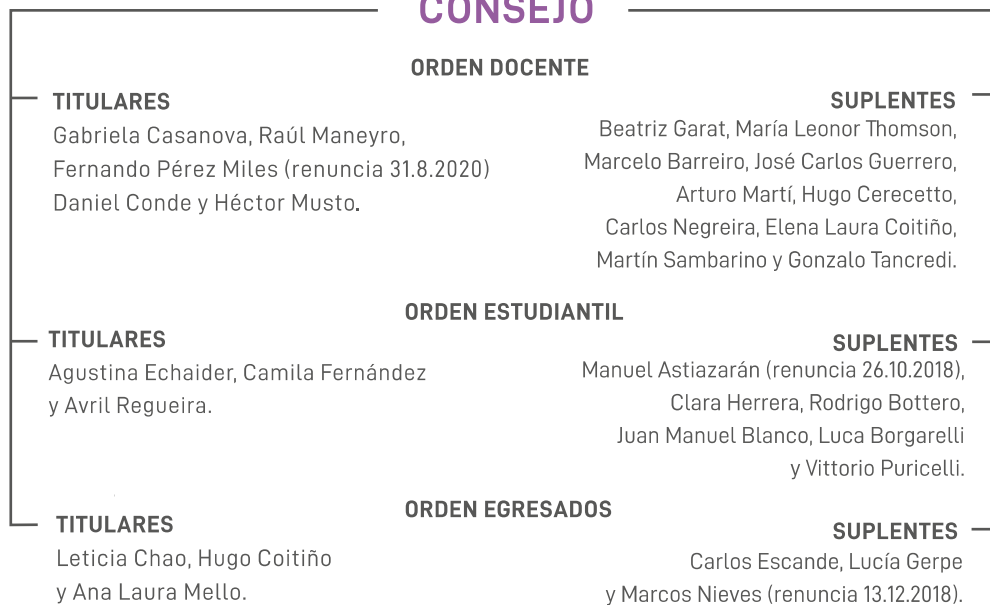 CONSEJO
ORDEN DOCENTE
TITULARES
Gabriela Casanova, Raúl Maneyro,
Fernando Pérez Miles (renuncia 31.8.2020)
Daniel Conde y Héctor Musto.
SUPLENTES
Beatriz Garat, María Leonor Thomson,
Marcelo Barreiro, José Carlos Guerrero,
Arturo Martí, Hugo Cerecetto,
Carlos Negreira, Elena Laura Coitiño,
Martín Sambarino y Gonzalo Tancredi.
ORDEN ESTUDIANTIL
TITULARES
Agustina Echaider, Camila Fernández
y Avril Regueira.
SUPLENTES
Manuel Astiazarán (renuncia 26.10.2018),
Clara Herrera, Rodrigo Bottero,
Juan Manuel Blanco, Luca Borgarelli
y Vittorio Puricelli.
ORDEN EGRESADOS
TITULARES
Leticia Chao, Hugo Coitiño
y Ana Laura Mello.
SUPLENTES
Carlos Escande, Lucía Gerpe
y Marcos Nieves (renuncia 13.12.2018).